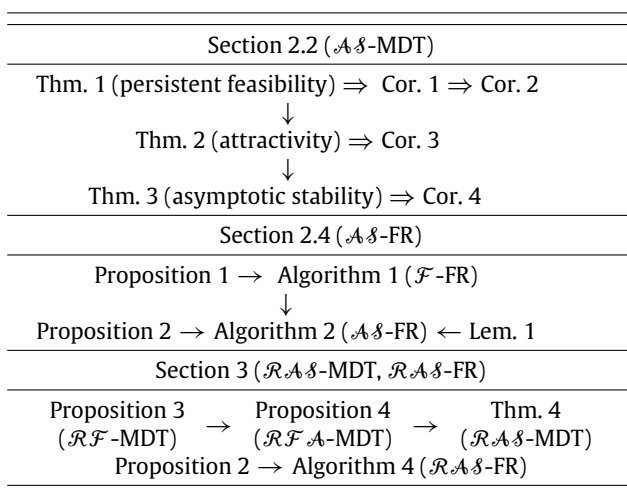 Section 2.2 (𝒜𝒮-MDT)
Thm. 1 (persistent feasibility) ⇒ Cor. 1 ⇒ Cor. 2
↓
Thm. 2 (attractivity) ⇒ Cor. 3
↓
Thm. 3 (asymptotic stability) ⇒ Cor. 4
Section 2.4 (𝒜𝒮-FR)
Proposition 1 → Algorithm 1 (ℱ-FR)
↓
Proposition 2 → Algorithm 2 (𝒜𝒮-FR) ← Lem. 1
Section 3 (ℛ𝒜𝒮-MDT, ℛ𝒜𝒮-FR)
Proposition 3 → Proposition 4 → Thm. 4
(ℛℱ-MDT) (ℛℱ𝒜-MDT) (ℛ𝒜𝒮-MDT)
Proposition 2 → Algorithm 4 (ℛ𝒜𝒮-FR)